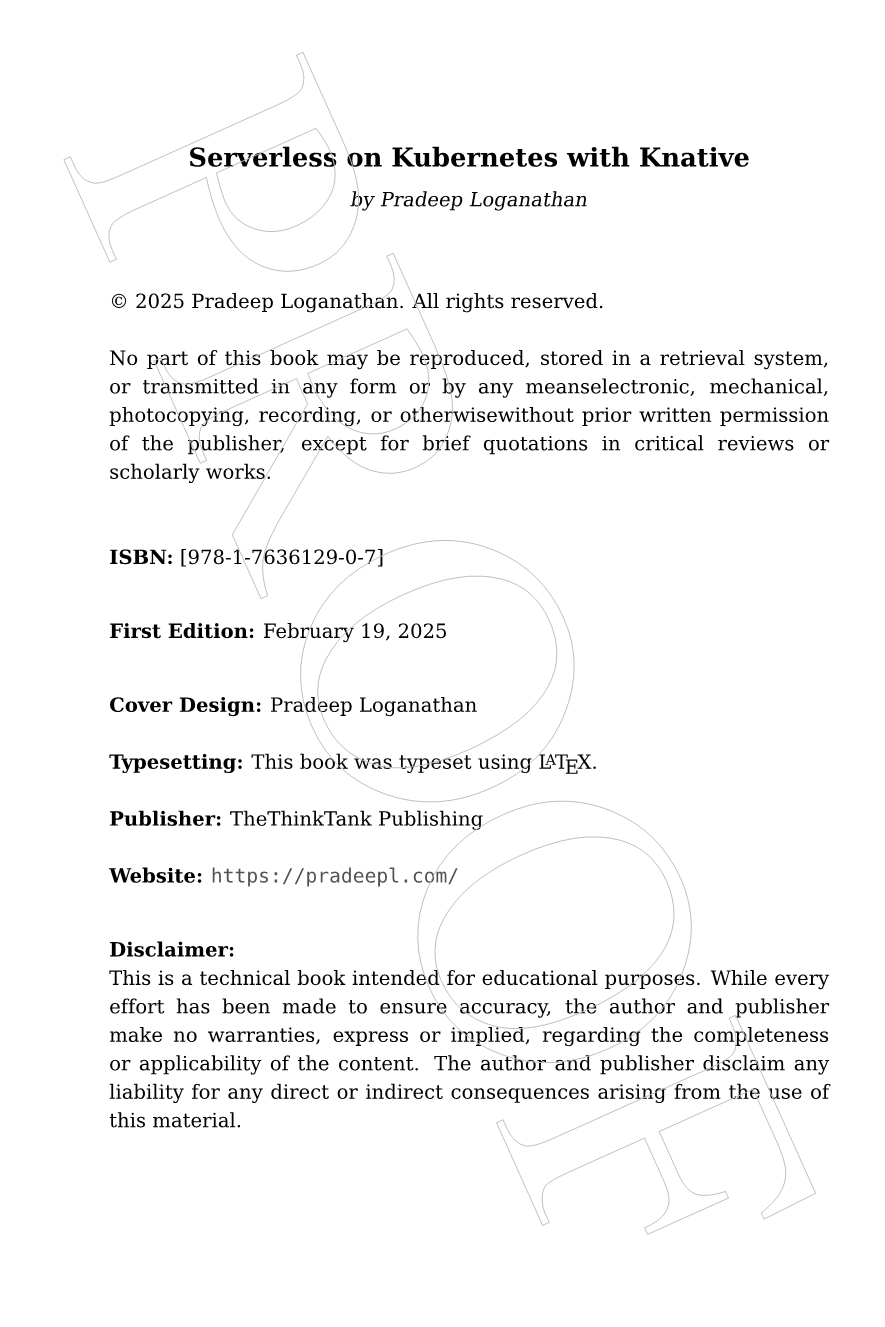 Serverless on Kubernetes with Knative
by Pradeep Loganathan
© 2025 Pradeep Loganathan. All rights reserved.
No part of this book may be reproduced, stored in a retrieval system,
or transmitted in any form or by any meanselectronic, mechanical,
photocopying, recording, or otherwisewithout prior written permission
of the publisher, except for brief quotations in critical reviews or
scholarly works.
ISBN: [978-1-7636129-0-7]
First Edition: February 19, 2025
Cover Design: Pradeep Loganathan
Typesetting: This book was typeset using LATEX.
Publisher: TheThinkTank Publishing
Website: https://pradeepl.com/
Disclaimer:
This is a technical book intended for educational purposes. While every
effort has been made to ensure accuracy, the author and publisher
make no warranties, express or implied, regarding the completeness
or applicability of the content. The author and publisher disclaim any
liability for any direct or indirect consequences arising from the use of
this material.
PROOF